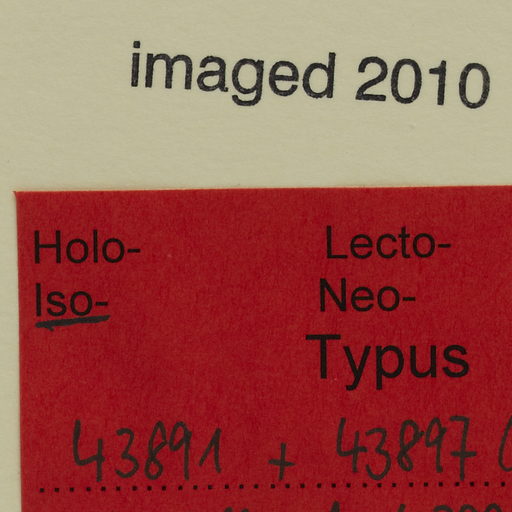 imaged 2010
Holo- Lecto-
Iso- Neo-
Typus
43891 + 43897 (